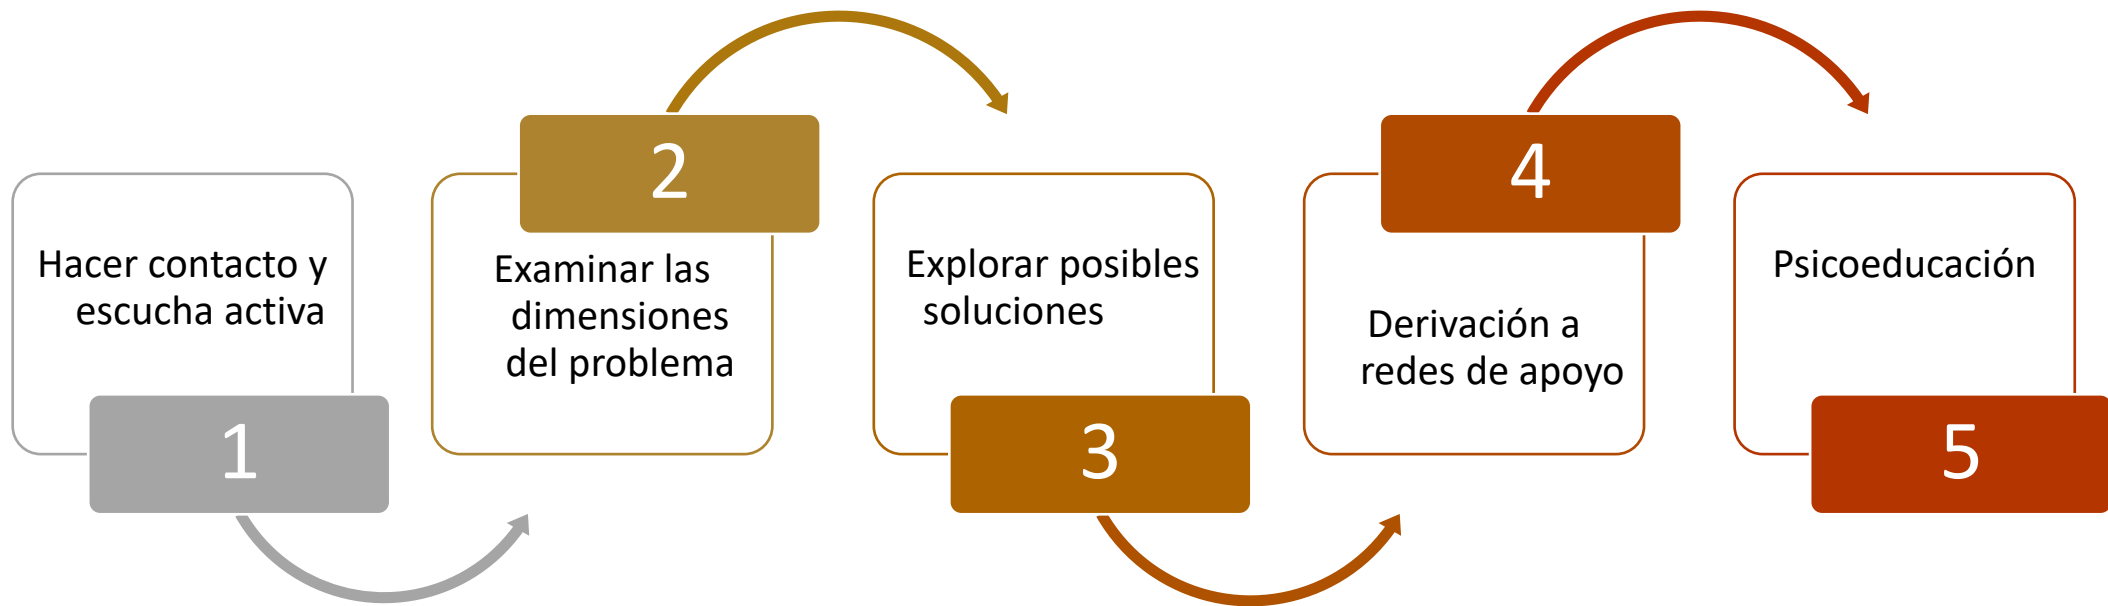 Hacer contacto y
escucha activa
1
2
Examinar las
dimensiones
del problema
Explorar posibles
soluciones
3
4
Derivación a
redes de apoyo
Psicoeducación
5